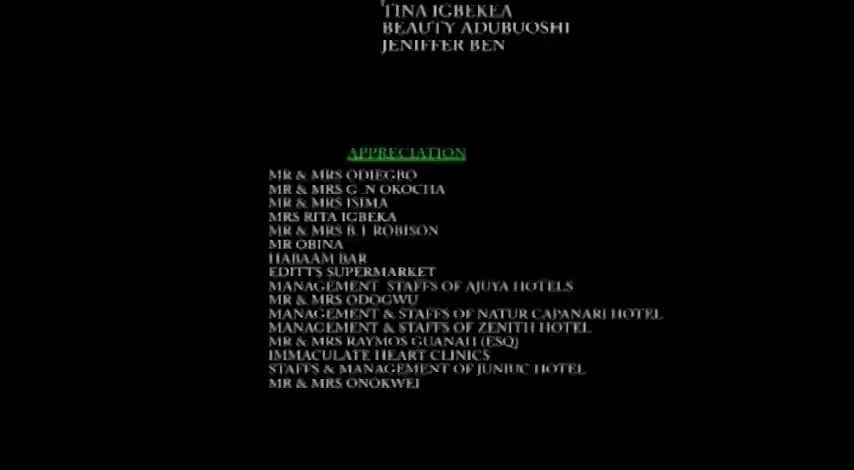 TINA IGBEKEA
BEAUTY ADUBUOSHI
JENIFFER BEN
APPRECIATION
MR & MRS ODIEGBO
MR & MRS G .N OKOCHA
MR & MRS ISIMA
MRS RITA IGBEKA
MR & MRS B.I. ROBISON
MR OBINA
HABAAM BAR
EDITTS SUPERMARKET
MANAGEMENT STAFFS OF AJUYA HOTELS
MR & MRS ODOGWU
MANAGEMENT & STAFFS OF NATUR CAPANARI HOTEL
MANAGEMENT & STAFFS OF ZENITH HOTEL
MR & MRS RAYMOS GUANAH (ESQ)
IMMACULATE HEART CLINICS
STAFFS & MANAGEMENT OF JUNIUC HOTEL
MR & MRS ONOKWEI